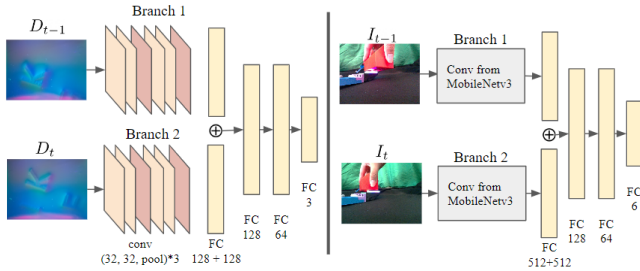 D_{t-1}
Branch 1
D_t
Branch 2
conv
(32, 32, pool)*3
⊕
FC
128 + 128
FC
128
FC
64
FC
3
I_{t-1}
Branch 1
Conv from
MobileNetv3
I_t
Branch 2
Conv from
MobileNetv3
⊕
FC
512+512
FC
128
FC
64
FC
6